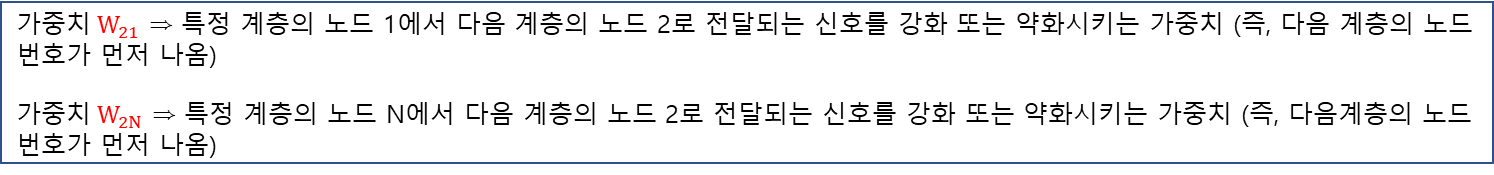 가중치 W₂₁ ⇒ 특정 계층의 노드 1에서 다음 계층의 노드 2로 전달되는 신호를 강화 또는 약화시키는 가중치 (즉, 다음 계층의 노드
번호가 먼저 나옴)
가중치 W₂ₙ ⇒ 특정 계층의 노드 N에서 다음 계층의 노드 2로 전달되는 신호를 강화 또는 약화시키는 가중치 (즉, 다음계층의 노드
번호가 먼저 나옴)